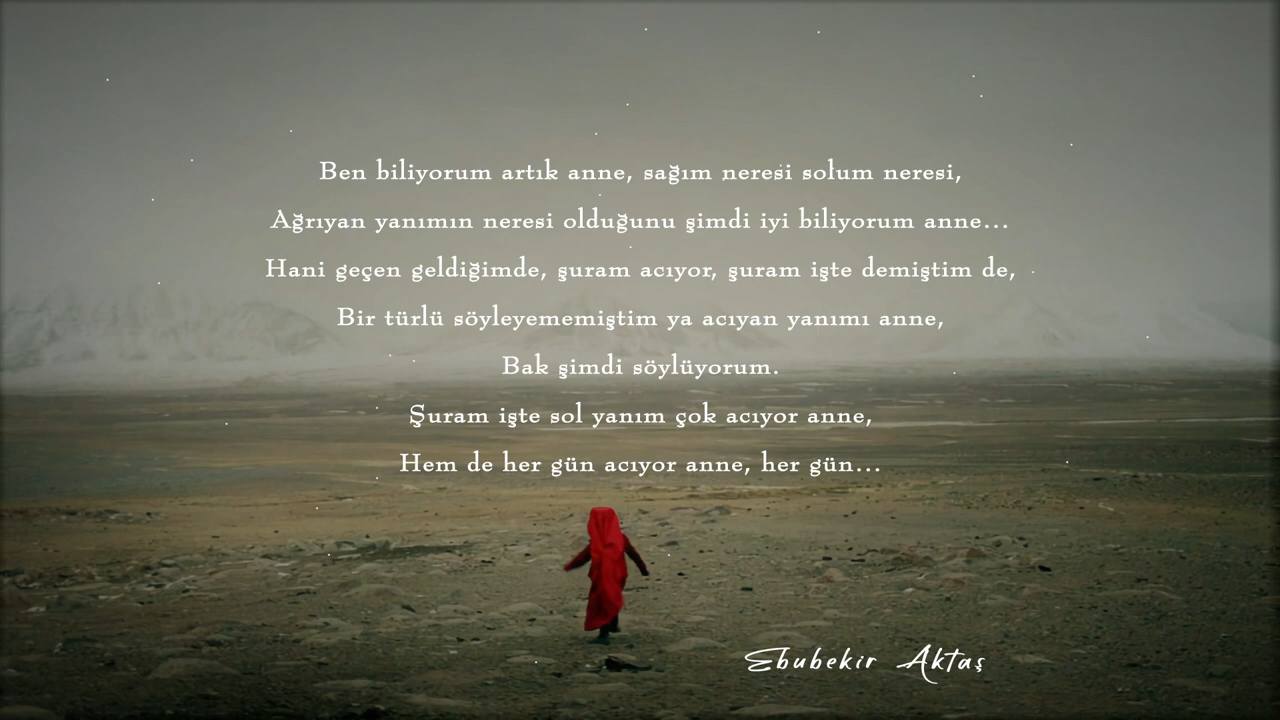 Ben biliyorum artık anne, sağım neresi solum neresi,
Ağrıyan yanımın neresi olduğunu şimdi iyi biliyorum anne...
Hani geçen geldiğimde, şuram acıyor, şuram işte demiştim de,
Bir türlü söyleyememiştim ya acıyan yanımı anne,
Bak şimdi söylüyorum.
Şuram işte sol yanım çok acıyor anne,
Hem de her gün acıyor anne, her gün...
Ebubekir Aktaş